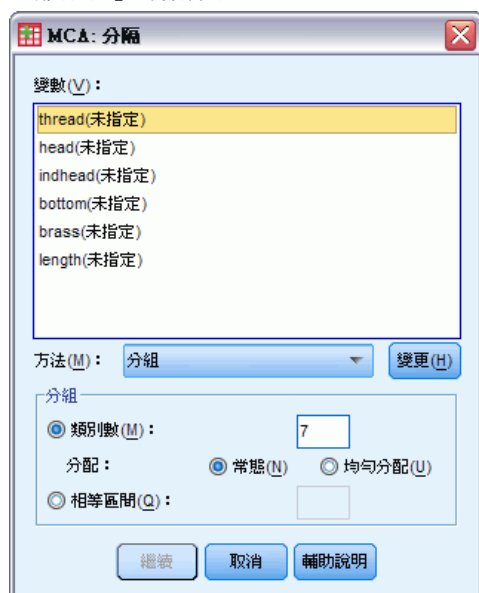 MCA: 分隔
變數(V)：
thread(未指定)
head(未指定)
indhead(未指定)
bottom(未指定)
brass(未指定)
length(未指定)
方法(M)： 分組 變更(H)
分組
類別數(M)： 7
分配： 常態(N) 均勻分配(U)
相等區間(Q)：
繼續 取消 輔助說明